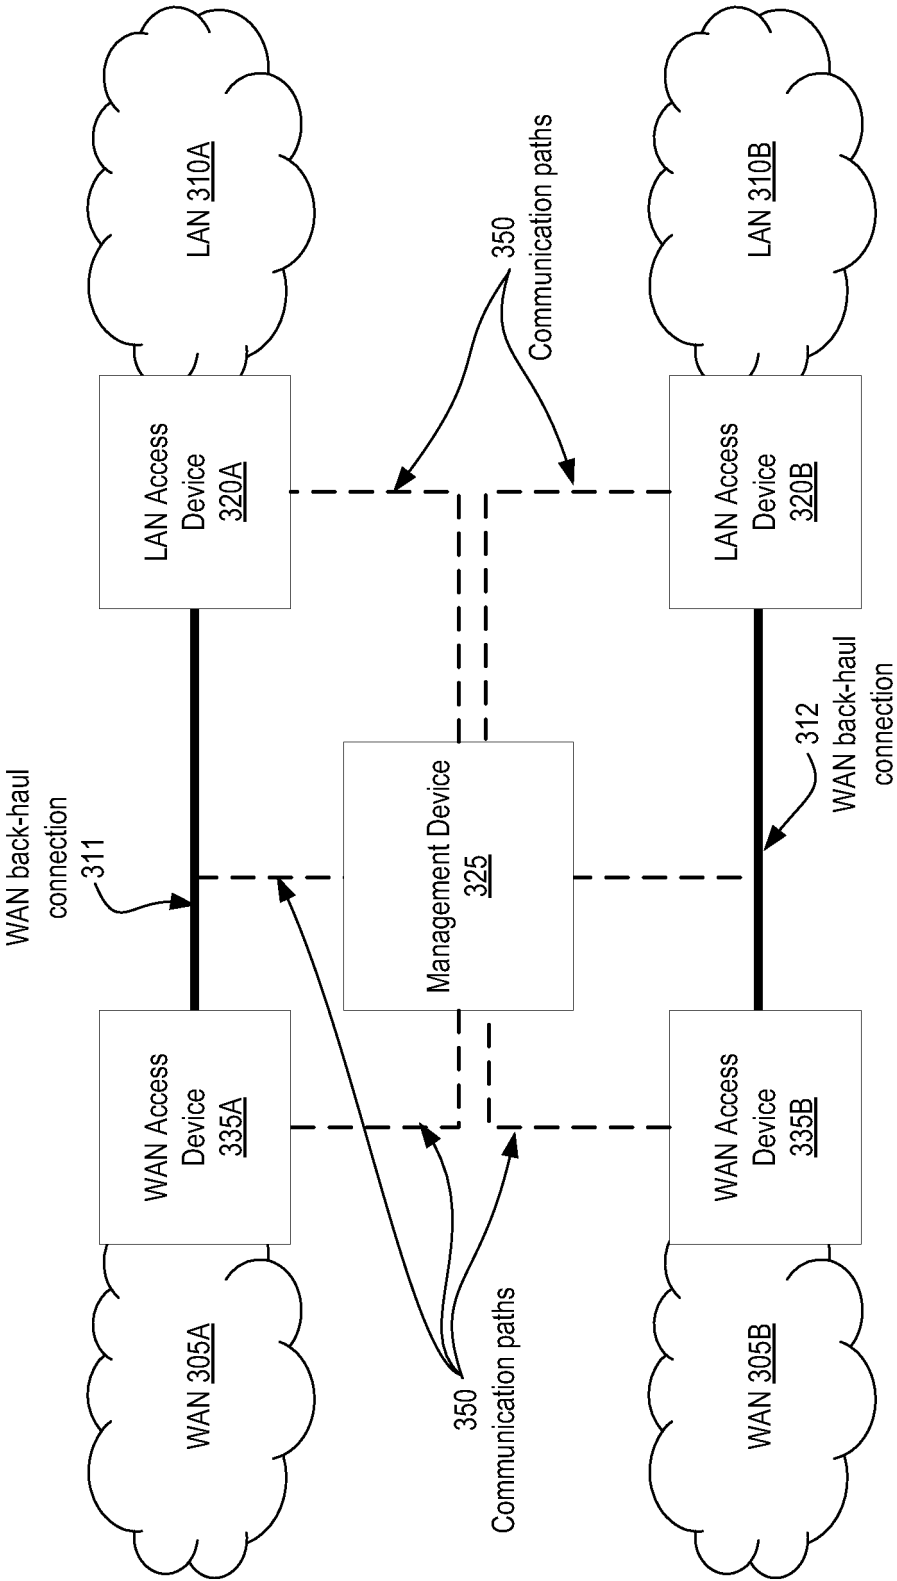 WAN 305A
WAN Access
Device
335A
WAN back-haul
connection
311
LAN Access
Device
320A
LAN 310A
350
Communication paths
Management Device
325
350
Communication paths
WAN 305B
WAN Access
Device
335B
312
WAN back-haul
connection
LAN Access
Device
320B
LAN 310B